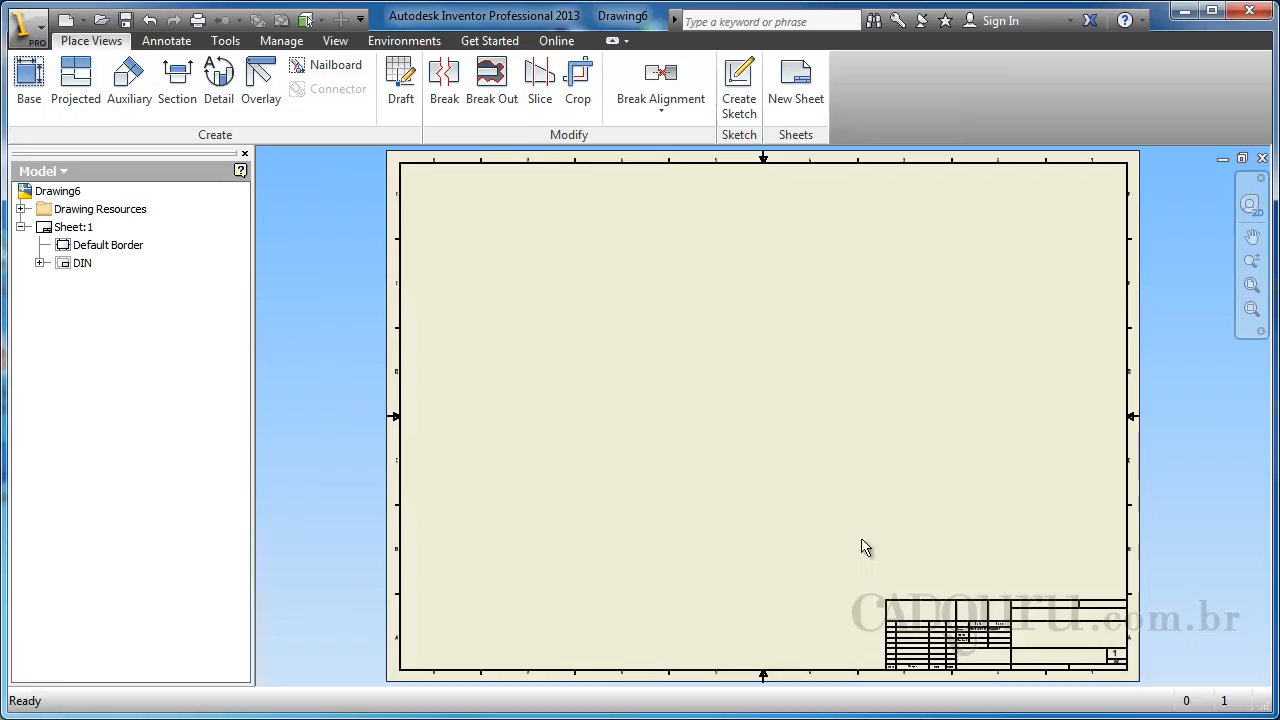 Autodesk Inventor Professional 2013 Drawing6
Type a keyword or phrase
Sign In
PRO
Place Views Annotate Tools Manage View Environments Get Started Online
Base Projected Auxiliary Section Detail Overlay
Nailboard
Connector
Draft
Break Break Out Slice Crop
Break Alignment
Create
Sketch
New Sheet
Create Modify Sketch Sheets
Model
Drawing6
Drawing Resources
Sheet:1
Default Border
DIN
2D
CADguru.com.br
1
Ready
0 1